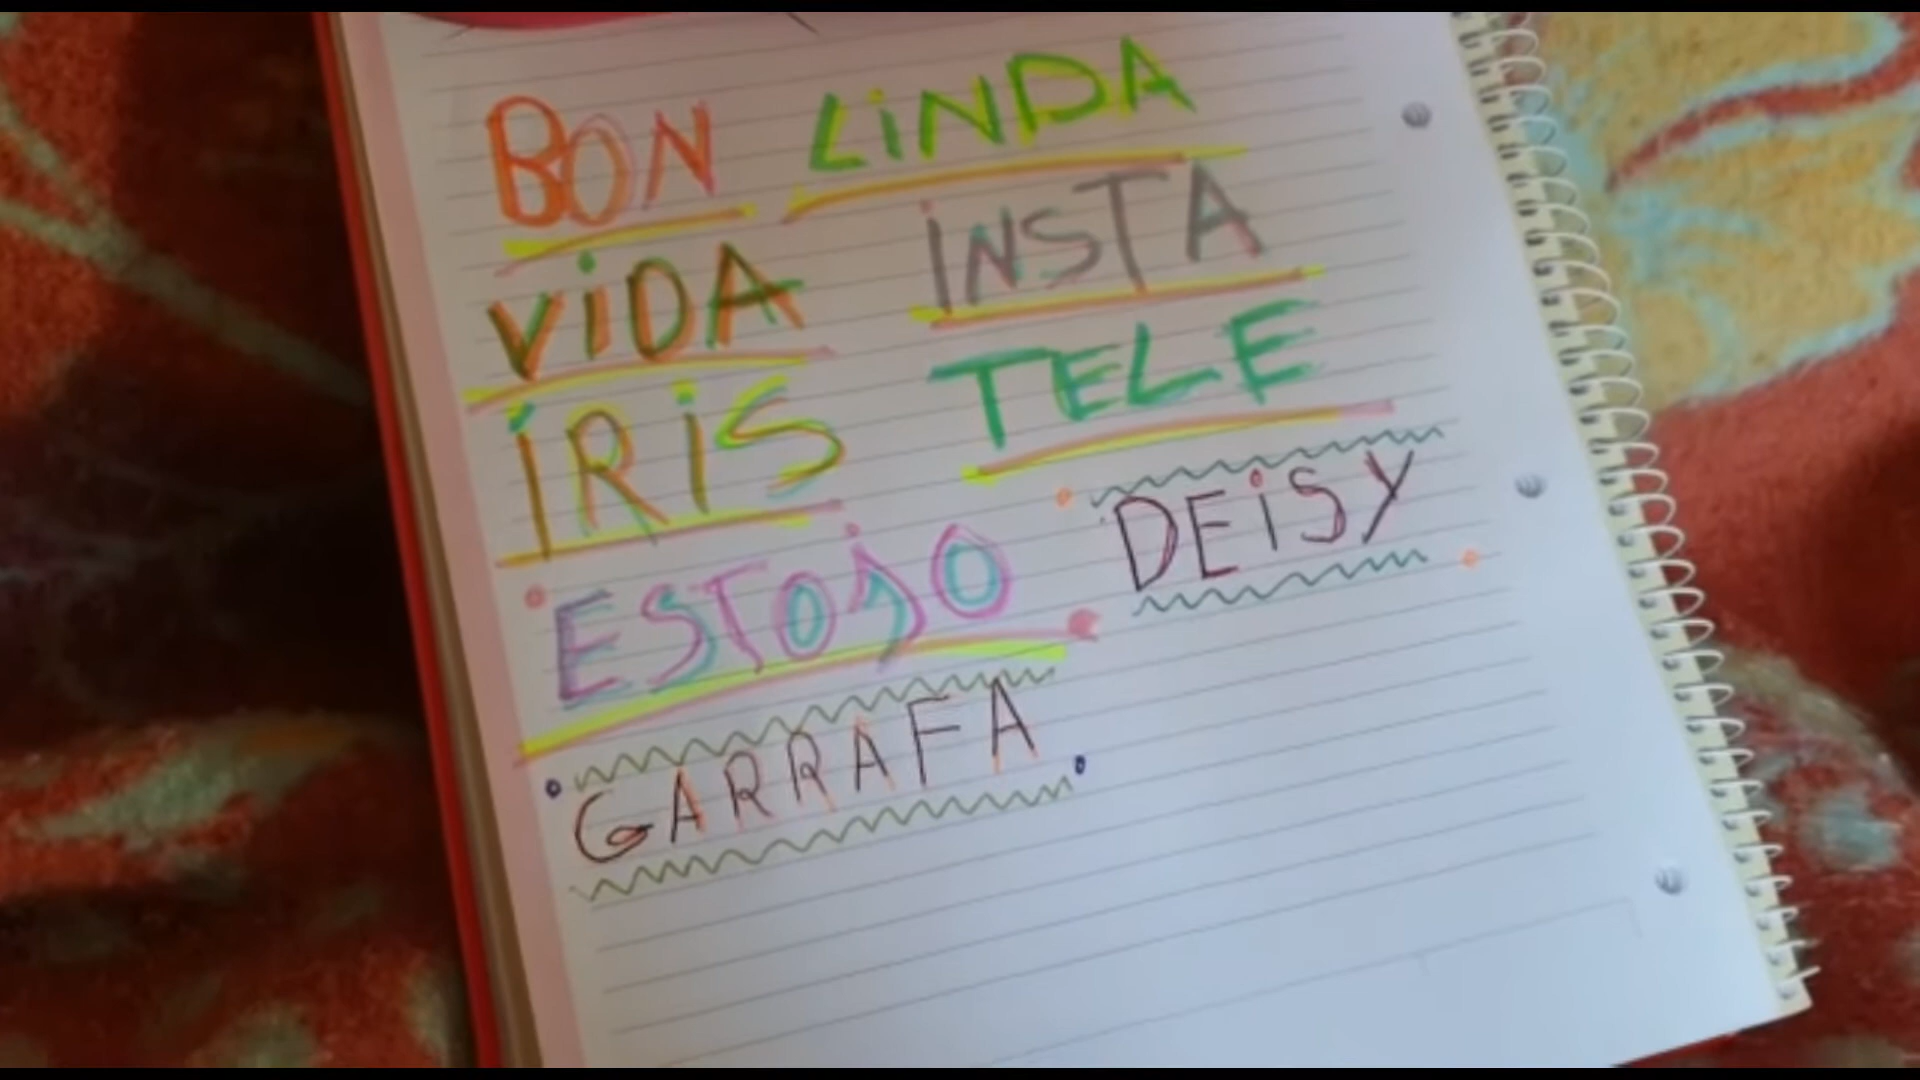 BON LiNDA
ViDA iNSTA
iRiS TELE
ESTOjO DEiSY
GARRAFA